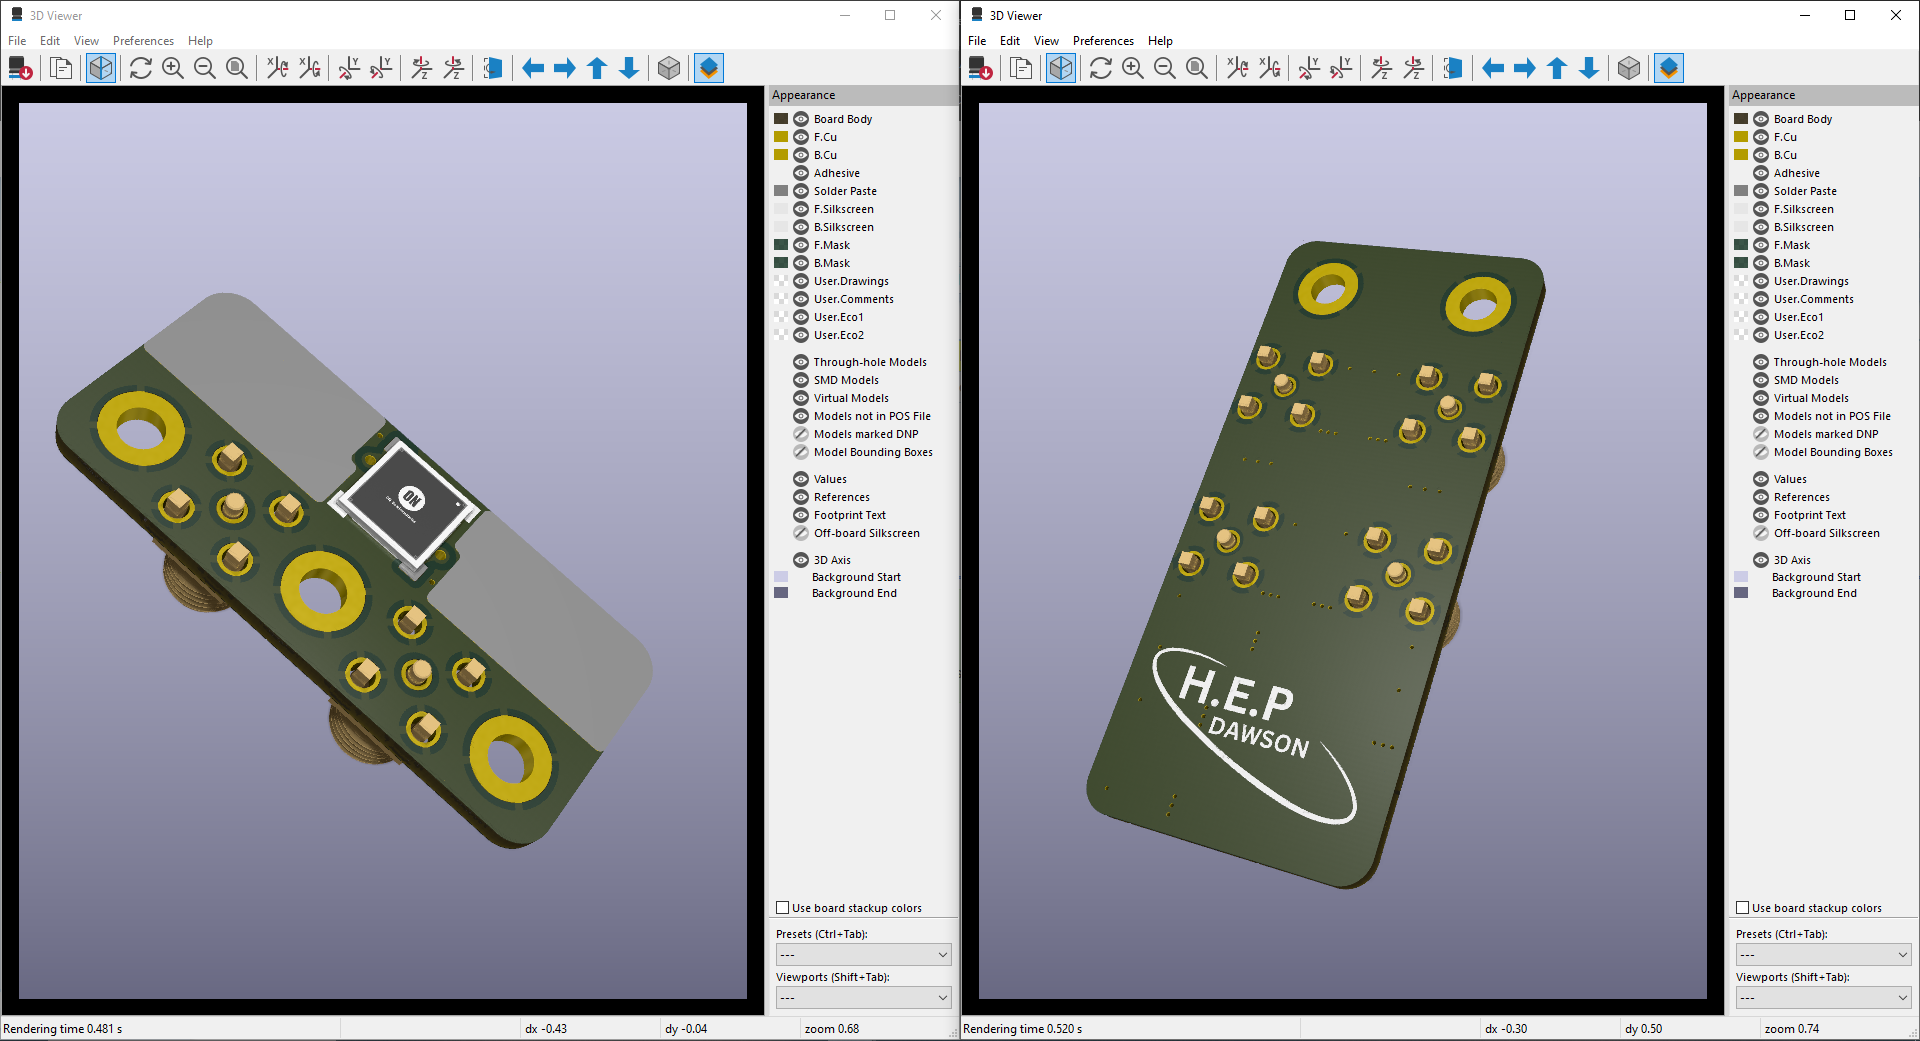 3D Viewer
File Edit View Preferences Help
Appearance
Board Body
F.Cu
B.Cu
Adhesive
Solder Paste
F.Silkscreen
B.Silkscreen
F.Mask
B.Mask
User.Drawings
User.Comments
User.Eco1
User.Eco2
Through-hole Models
SMD Models
Virtual Models
Models not in POS File
Models marked DNP
Model Bounding Boxes
Values
References
Footprint Text
Off-board Silkscreen
3D Axis
Background Start
Background End
ON
Use board stackup colors
Presets (Ctrl+Tab):
---
Viewports (Shift+Tab):
---
Rendering time 0.481 s dx -0.43 dy -0.04 zoom 0.68
3D Viewer
File Edit View Preferences Help
Appearance
Board Body
F.Cu
B.Cu
Adhesive
Solder Paste
F.Silkscreen
B.Silkscreen
F.Mask
B.Mask
User.Drawings
User.Comments
User.Eco1
User.Eco2
Through-hole Models
SMD Models
Virtual Models
Models not in POS File
Models marked DNP
Model Bounding Boxes
Values
References
Footprint Text
Off-board Silkscreen
3D Axis
Background Start
Background End
H.E.P
DAWSON
Use board stackup colors
Presets (Ctrl+Tab):
---
Viewports (Shift+Tab):
---
Rendering time 0.520 s dx -0.30 dy 0.50 zoom 0.74